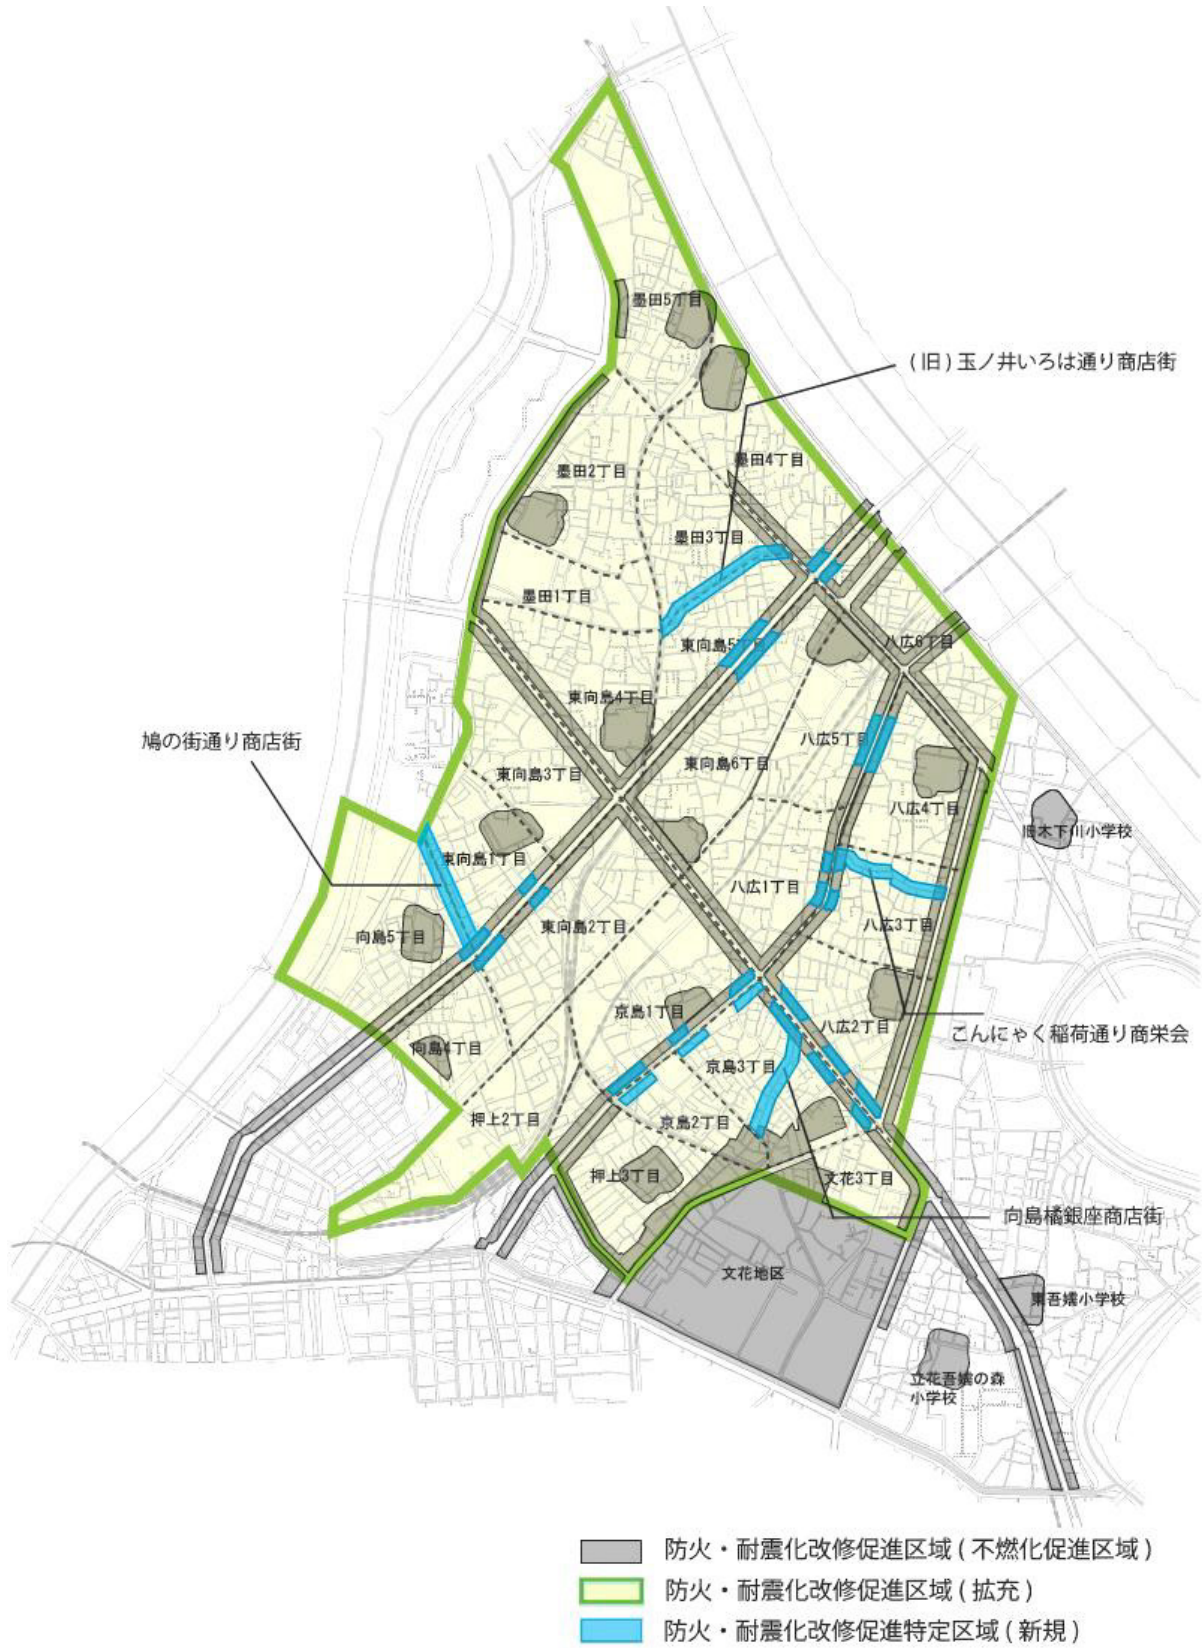 墨田5丁目
(旧)玉ノ井いろは通り商店街
墨田4丁目
墨田2丁目
墨田3丁目
墨田1丁目
東向島5丁目
八広6丁目
東向島4丁目
鳩の街通り商店街
八広5丁目
東向島3丁目
東向島6丁目
八広4丁目
旧木下川小学校
東向島1丁目
八広1丁目
東向島2丁目
八広3丁目
向島5丁目
京島1丁目
八広2丁目
こんにゃく稲荷通り商栄会
向島4丁目
京島3丁目
押上2丁目
京島2丁目
押上3丁目
文花3丁目
向島橘銀座商店街
文花地区
東吾嬬小学校
立花吾嬬の森
小学校
防火・耐震化改修促進区域(不燃化促進区域)
防火・耐震化改修促進区域(拡充)
防火・耐震化改修促進特定区域(新規)